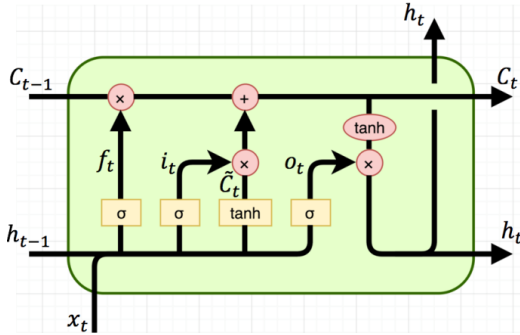 h_t
C_{t-1}
C_t
×
+
tanh
f_t
i_t
×
C̃_t
o_t
×
σ
σ
tanh
σ
h_{t-1}
h_t
x_t